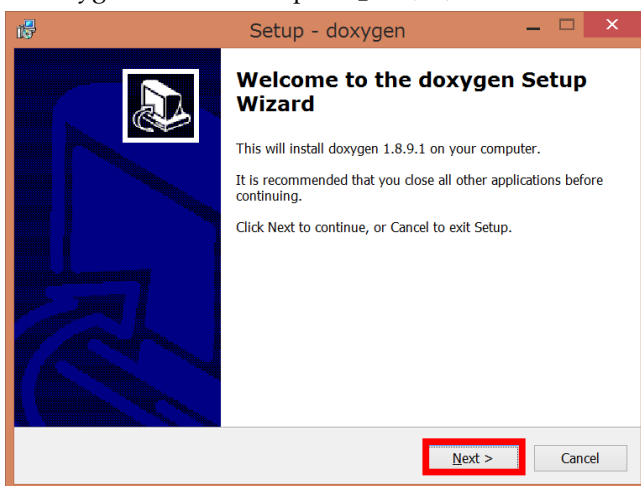 Setup - doxygen
Welcome to the doxygen Setup
Wizard
This will install doxygen 1.8.9.1 on your computer.
It is recommended that you close all other applications before
continuing.
Click Next to continue, or Cancel to exit Setup.
Next >
Cancel